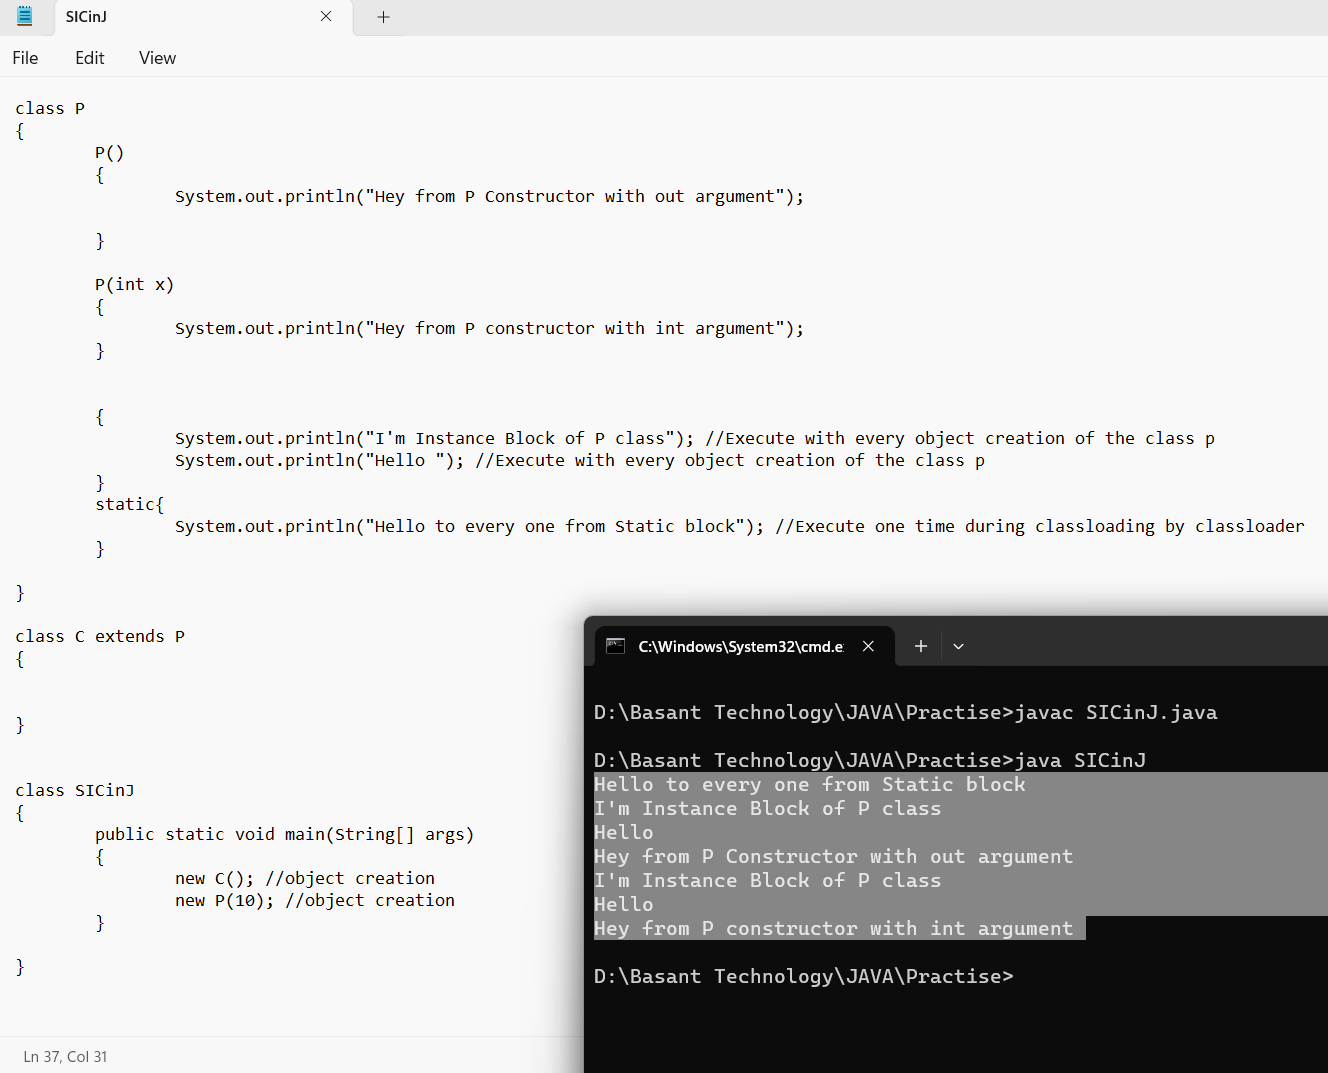 SICinJ
File Edit View
class P
{
P()
{
System.out.println("Hey from P Constructor with out argument");
}
P(int x)
{
System.out.println("Hey from P constructor with int argument");
}
{
System.out.println("I'm Instance Block of P class"); //Execute with every object creation of the class p
System.out.println("Hello "); //Execute with every object creation of the class p
}
static{
System.out.println("Hello to every one from Static block"); //Execute one time during classloading by classloader
}
}
class C extends P
{
}
class SICinJ
{
public static void main(String[] args)
{
new C(); //object creation
new P(10); //object creation
}
}
Ln 37, Col 31
C:\Windows\System32\cmd.e
D:\Basant Technology\JAVA\Practise>javac SICinJ.java
D:\Basant Technology\JAVA\Practise>java SICinJ
Hello to every one from Static block
I'm Instance Block of P class
Hello
Hey from P Constructor with out argument
I'm Instance Block of P class
Hello
Hey from P constructor with int argument
D:\Basant Technology\JAVA\Practise>